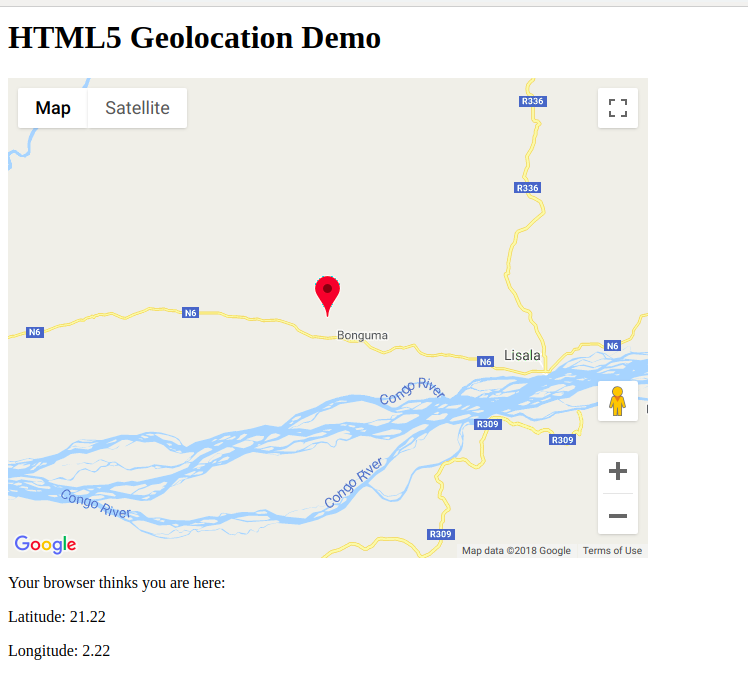 HTML5 Geolocation Demo
Map Satellite
R336
R336
N6
N6
Bonguma
N6
Lisala
N6
Congo River
R309
R309
Congo River
Congo River
R309
Google
Map data ©2018 Google Terms of Use
Your browser thinks you are here:
Latitude: 21.22
Longitude: 2.22